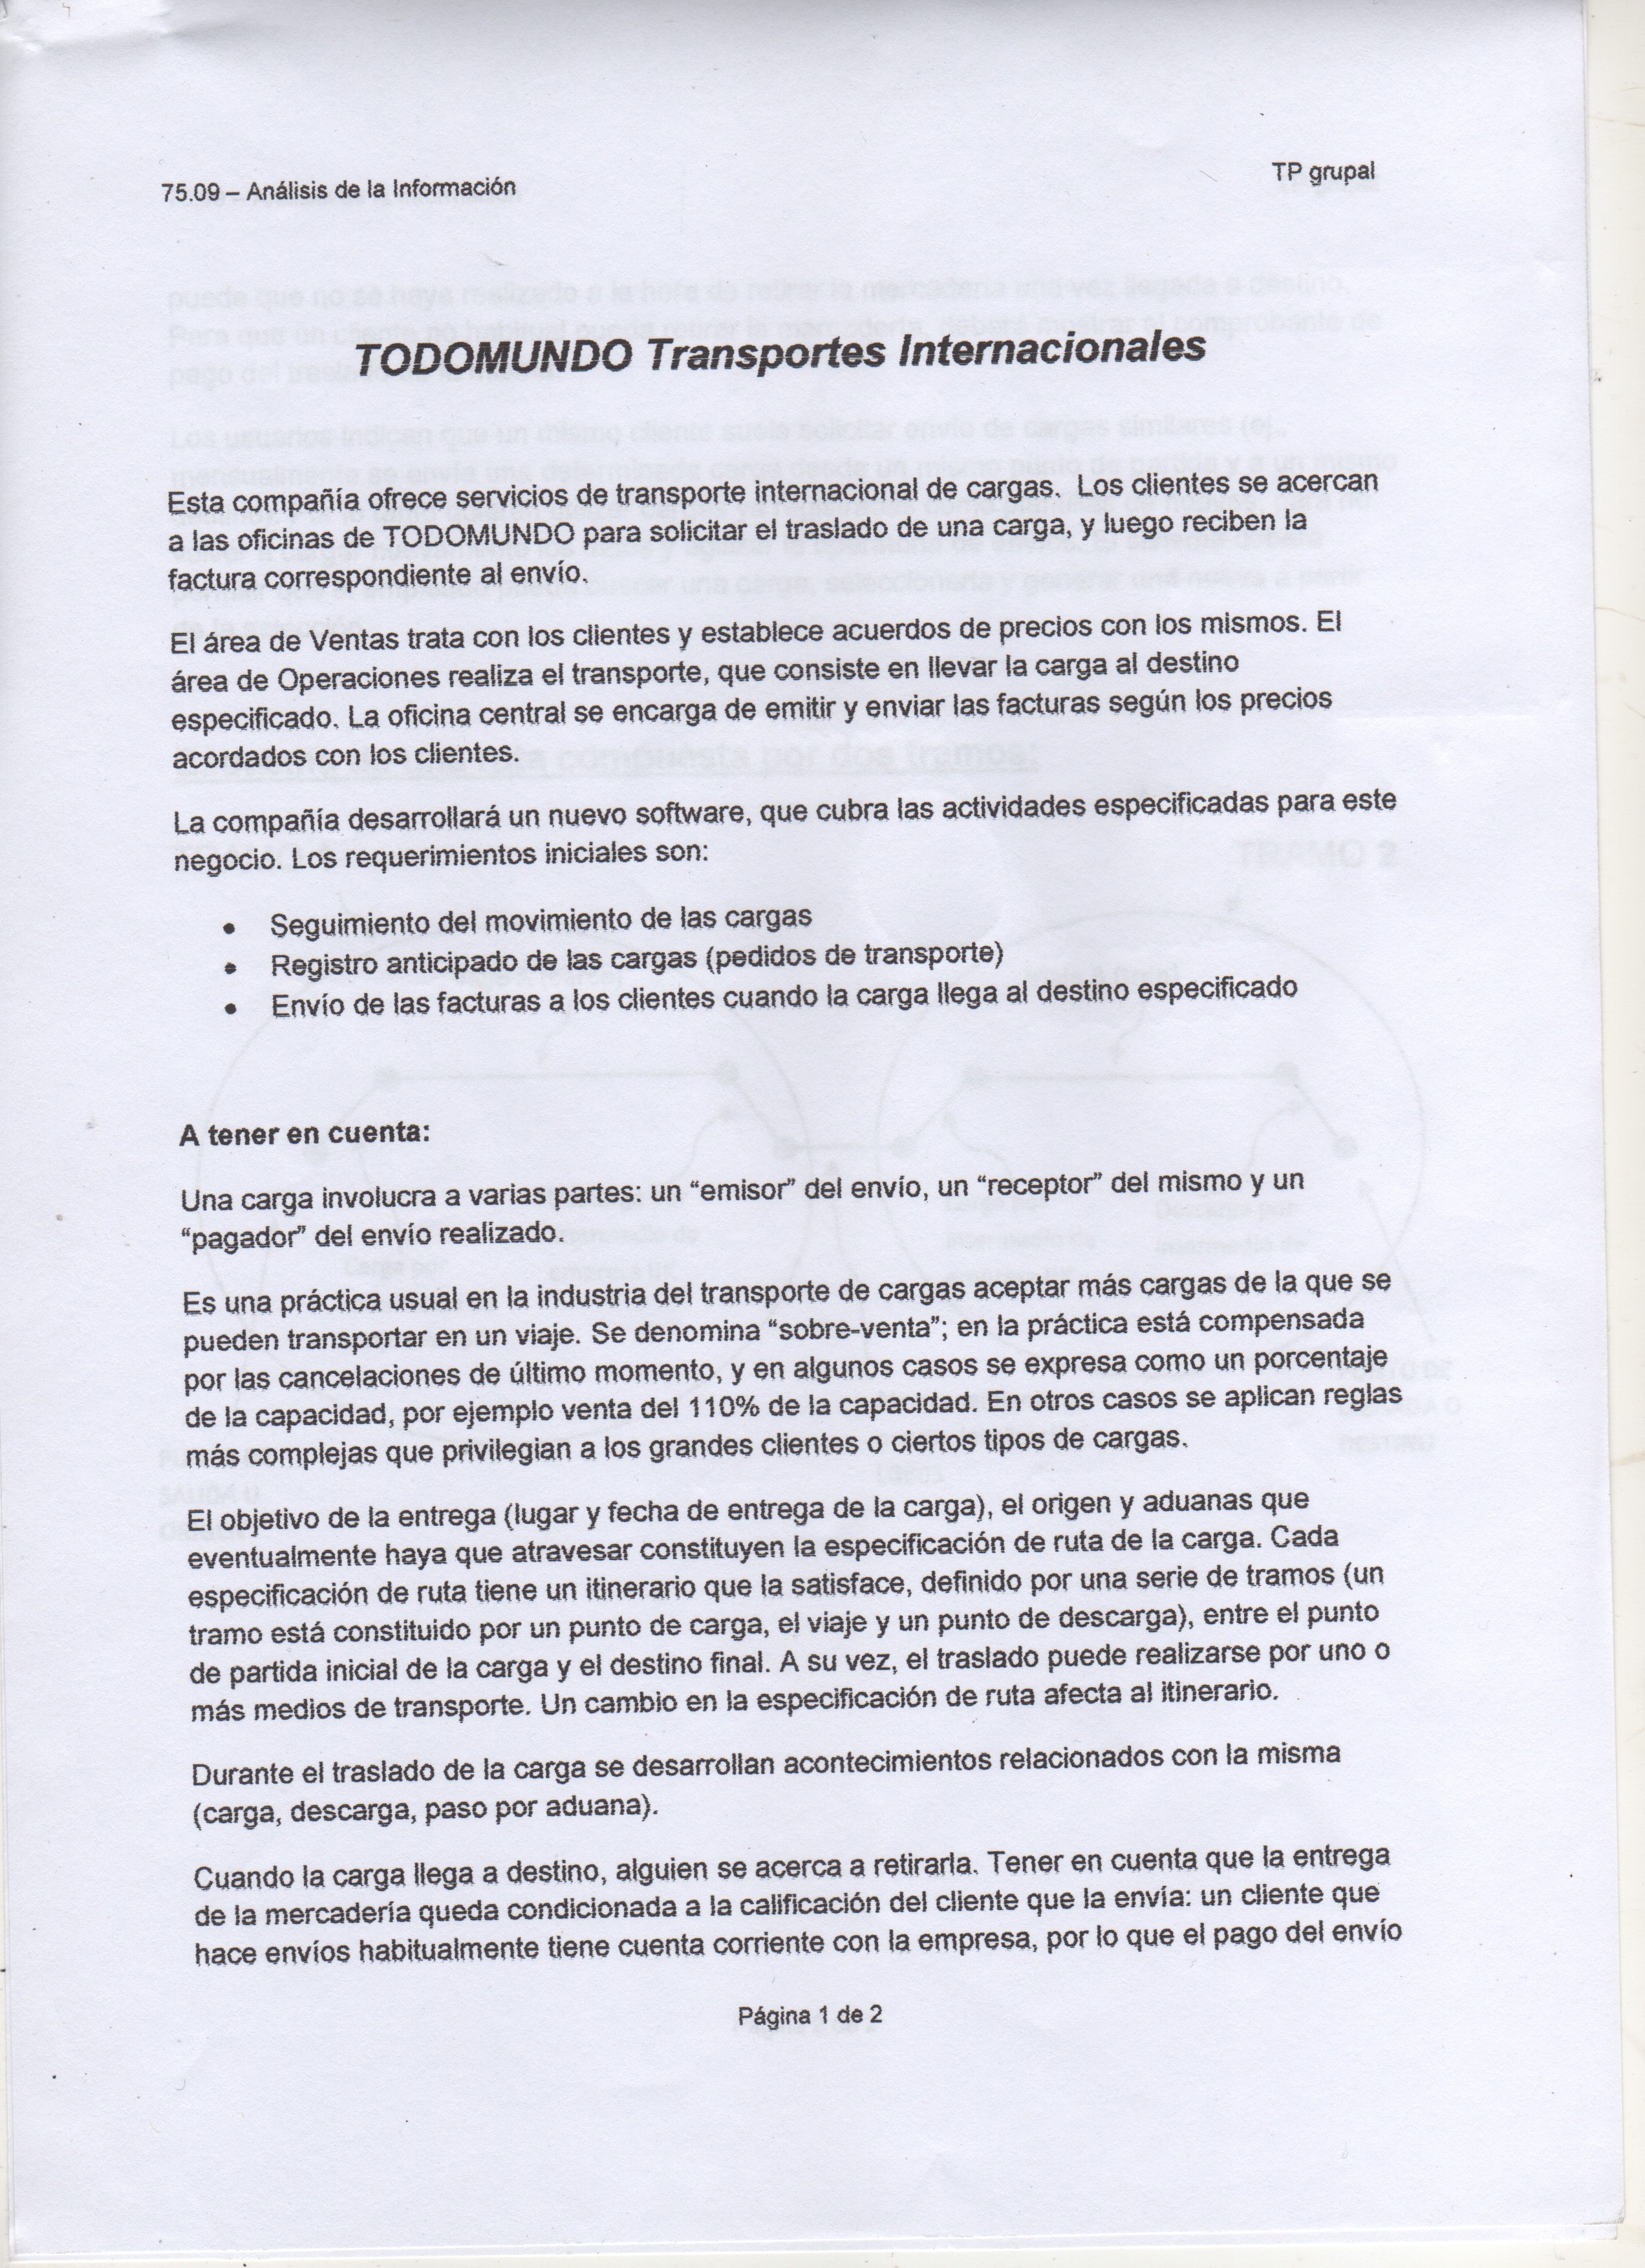 75.09 – Análisis de la Información
TP grupal
TODOMUNDO Transportes Internacionales
Esta compañía ofrece servicios de transporte internacional de cargas. Los clientes se acercan
a las oficinas de TODOMUNDO para solicitar el traslado de una carga, y luego reciben la
factura correspondiente al envío.
El área de Ventas trata con los clientes y establece acuerdos de precios con los mismos. El
área de Operaciones realiza el transporte, que consiste en llevar la carga al destino
especificado. La oficina central se encarga de emitir y enviar las facturas según los precios
acordados con los clientes.
La compañía desarrollará un nuevo software, que cubra las actividades especificadas para este
negocio. Los requerimientos iniciales son:
• Seguimiento del movimiento de las cargas
• Registro anticipado de las cargas (pedidos de transporte)
• Envío de las facturas a los clientes cuando la carga llega al destino especificado
A tener en cuenta:
Una carga involucra a varias partes: un “emisor” del envío, un “receptor” del mismo y un
“pagador” del envío realizado.
Es una práctica usual en la industria del transporte de cargas aceptar más cargas de la que se
pueden transportar en un viaje. Se denomina “sobre-venta”; en la práctica está compensada
por las cancelaciones de último momento, y en algunos casos se expresa como un porcentaje
de la capacidad, por ejemplo venta del 110% de la capacidad. En otros casos se aplican reglas
más complejas que privilegian a los grandes clientes o ciertos tipos de cargas.
El objetivo de la entrega (lugar y fecha de entrega de la carga), el origen y aduanas que
eventualmente haya que atravesar constituyen la especificación de ruta de la carga. Cada
especificación de ruta tiene un itinerario que la satisface, definido por una serie de tramos (un
tramo está constituido por un punto de carga, el viaje y un punto de descarga), entre el punto
de partida inicial de la carga y el destino final. A su vez, el traslado puede realizarse por uno o
más medios de transporte. Un cambio en la especificación de ruta afecta al itinerario.
Durante el traslado de la carga se desarrollan acontecimientos relacionados con la misma
(carga, descarga, paso por aduana).
Cuando la carga llega a destino, alguien se acerca a retirarla. Tener en cuenta que la entrega
de la mercadería queda condicionada a la calificación del cliente que la envía: un cliente que
hace envíos habitualmente tiene cuenta corriente con la empresa, por lo que el pago del envío
Página 1 de 2